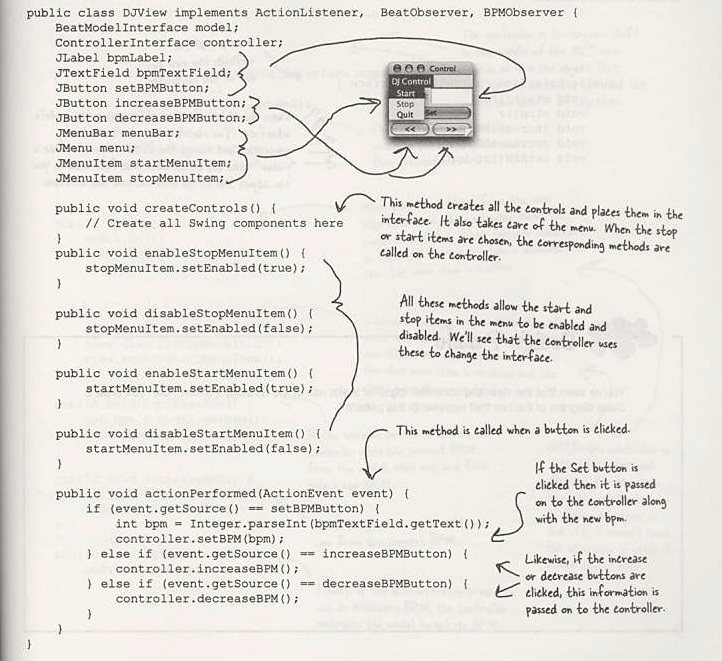 public class DJView implements ActionListener, BeatObserver, BPMObserver {
BeatModelInterface model;
ControllerInterface controller;
JLabel bpmLabel;
JTextField bpmTextField;
JButton setBPMButton;
JButton increaseBPMButton;
JButton decreaseBPMButton;
JMenuBar menuBar;
JMenu menu;
JMenuItem startMenuItem;
JMenuItem stopMenuItem;
Control
DJ Control
Start
Stop
Quit
Set
<<
>>
public void createControls() {
// Create all Swing components here
}
This method creates all the controls and places them in the
interface. It also takes care of the menu. When the stop
or start items are chosen, the corresponding methods are
called on the controller.
public void enableStopMenuItem() {
stopMenuItem.setEnabled(true);
}
public void disableStopMenuItem() {
stopMenuItem.setEnabled(false);
}
All these methods allow the start and
stop items in the menu to be enabled and
disabled. We'll see that the controller uses
these to change the interface.
public void enableStartMenuItem() {
startMenuItem.setEnabled(true);
}
public void disableStartMenuItem() {
startMenuItem.setEnabled(false);
}
This method is called when a button is clicked.
public void actionPerformed(ActionEvent event) {
if (event.getSource() == setBPMButton) {
int bpm = Integer.parseInt(bpmTextField.getText());
controller.setBPM(bpm);
} else if (event.getSource() == increaseBPMButton) {
controller.increaseBPM();
} else if (event.getSource() == decreaseBPMButton) {
controller.decreaseBPM();
}
}
}
If the Set button is
clicked then it is passed
on to the controller along
with the new bpm.
Likewise, if the increase
or decrease buttons are
clicked, this information is
passed on to the controller.